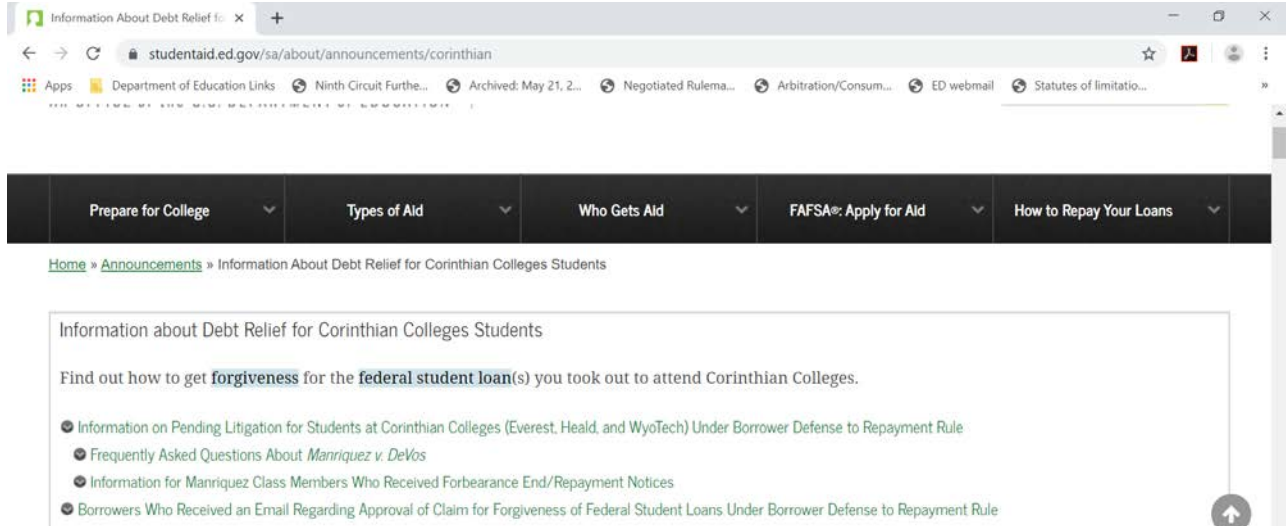 Information About Debt Relief fo
studentaid.ed.gov/sa/about/announcements/corinthian
Apps Department of Education Links Ninth Circuit Furthe... Archived: May 21, 2... Negotiated Rulema... Arbitration/Consum... ED webmail Statutes of limitatio... »
Prepare for College Types of Aid Who Gets Aid FAFSA®: Apply for Aid How to Repay Your Loans
Home » Announcements » Information About Debt Relief for Corinthian Colleges Students
Information about Debt Relief for Corinthian Colleges Students
Find out how to get forgiveness for the federal student loan(s) you took out to attend Corinthian Colleges.
Information on Pending Litigation for Students at Corinthian Colleges (Everest, Heald, and WyoTech) Under Borrower Defense to Repayment Rule
Frequently Asked Questions About Manriquez v. DeVos
Information for Manriquez Class Members Who Received Forbearance End/Repayment Notices
Borrowers Who Received an Email Regarding Approval of Claim for Forgiveness of Federal Student Loans Under Borrower Defense to Repayment Rule